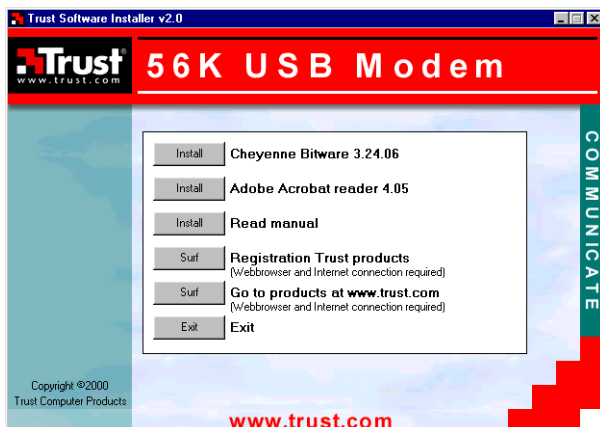 Trust Software Installer v2.0
Trust
www.trust.com
56K USB Modem
Install Cheyenne Bitware 3.24.06
Install Adobe Acrobat reader 4.05
Install Read manual
Surf Registration Trust products
(Webbrowser and Internet connection required)
Surf Go to products at www.trust.com
(Webbrowser and Internet connection required)
Exit Exit
COMMUNICATE
Copyright ©2000
Trust Computer Products
www.trust.com